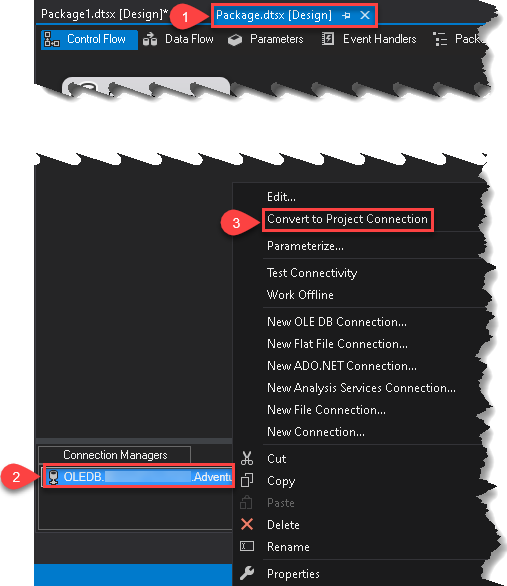 Package1.dtsx [Design]* 1 Package.dtsx [Design]
Control Flow Data Flow Parameters Event Handlers Pack
Edit...
3 Convert to Project Connection
Parameterize...
Test Connectivity
Work Offline
New OLE DB Connection...
New Flat File Connection...
New ADO.NET Connection...
New Analysis Services Connection...
New File Connection...
New Connection...
Connection Managers
Cut
2 OLEDB. .Adventu
Copy
Paste
Delete
Rename
Properties